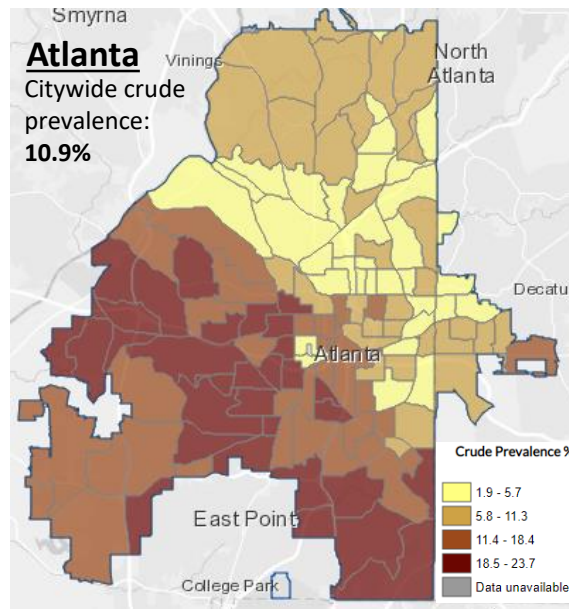 Smyrna
Atlanta
Vinings
North
Atlanta
Citywide crude
prevalence:
10.9%
Decatu
Atlanta
East Point
College Park
Crude Prevalence %
1.9 - 5.7
5.8 - 11.3
11.4 - 18.4
18.5 - 23.7
Data unavailable